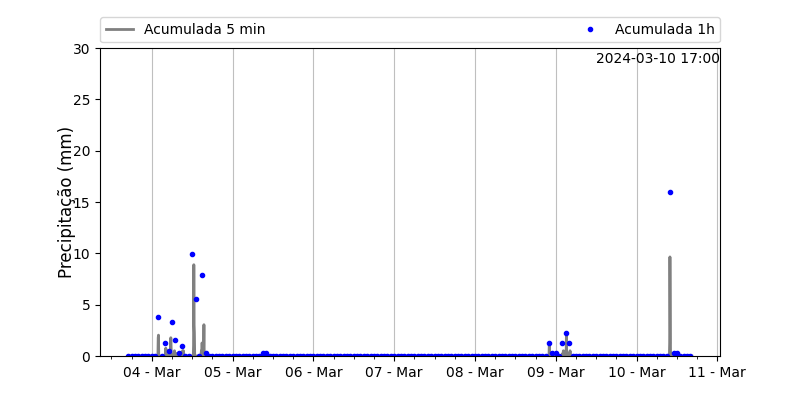 Acumulada 5 min
Acumulada 1h
2024-03-10 17:00
Precipitação (mm)
30
25
20
15
10
5
0
04 - Mar
05 - Mar
06 - Mar
07 - Mar
08 - Mar
09 - Mar
10 - Mar
11 - Mar